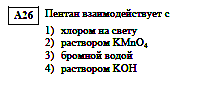 А26 Пентан взаимодействует с
1) хлором на свету
2) раствором KMnO₄
3) бромной водой
4) раствором KOH